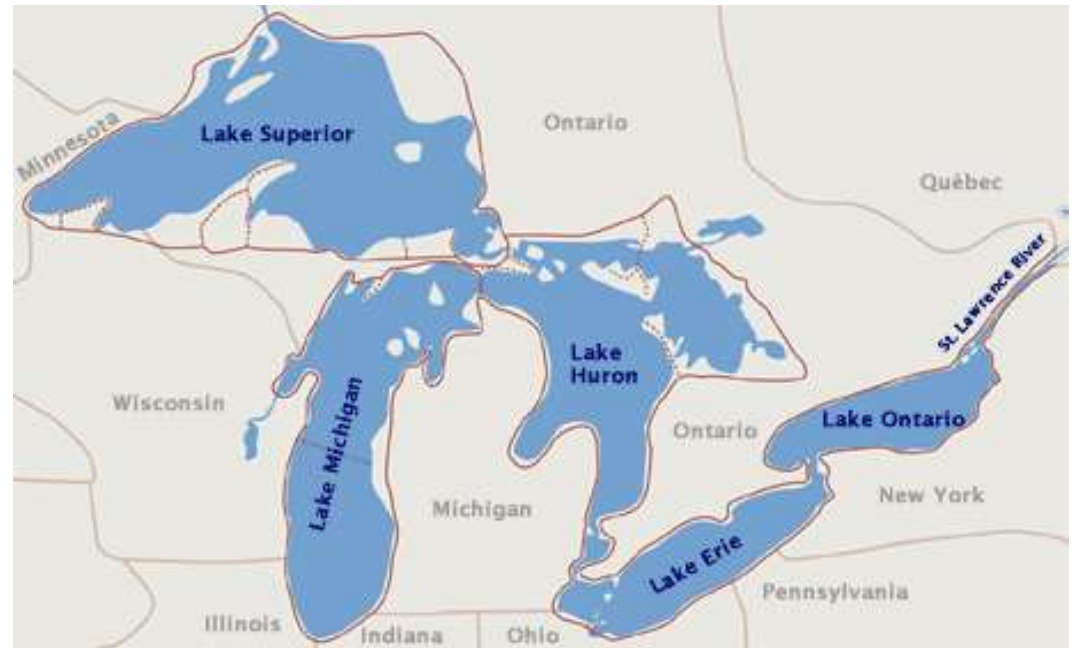 Lake Superior
Ontario
Minnesota
Québec
St. Lawrence River
Lake
Huron
Wisconsin
Lake Michigan
Lake Ontario
Ontario
Michigan
New York
Lake Erie
Pennsylvania
Illinois
Indiana
Ohio